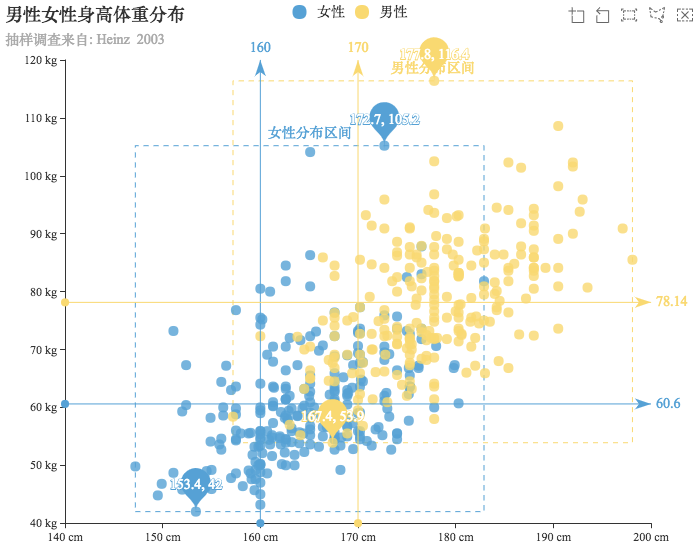 男性女性身高体重分布
女性 男性
抽样调查来自: Heinz 2003
160 170
177.8, 116.4
男性分布区间
120 kg
172.7, 105.2
110 kg
女性分布区间
100 kg
90 kg
80 kg
78.14
70 kg
60 kg
60.6
167.4, 53.9
50 kg
153.4, 42
40 kg
140 cm 150 cm 160 cm 170 cm 180 cm 190 cm 200 cm